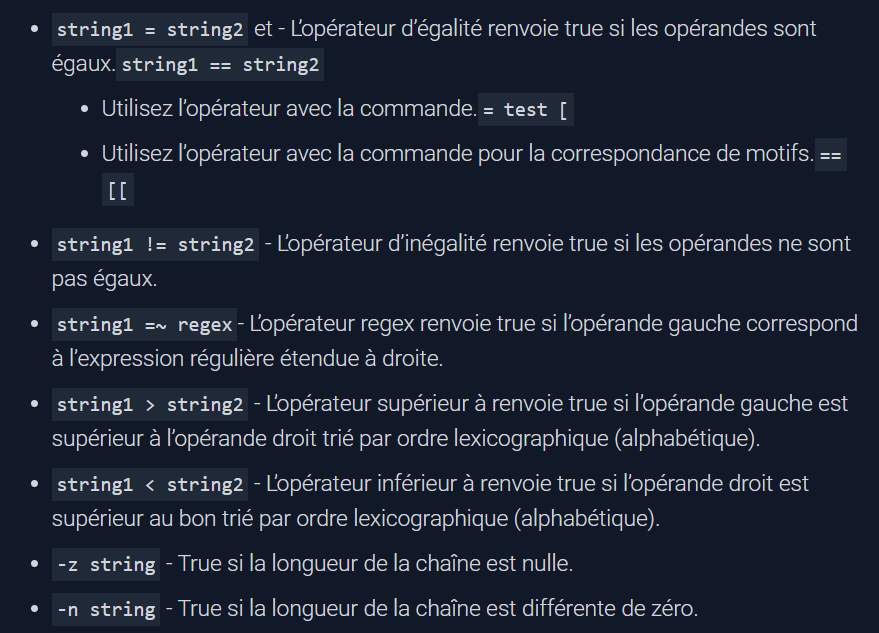 string1 = string2 et - L’opérateur d’égalité renvoie true si les opérandes sont
égaux. string1 == string2
Utilisez l’opérateur avec la commande. = test [
Utilisez l’opérateur avec la commande pour la correspondance de motifs. ==
[[
string1 != string2 - L’opérateur d’inégalité renvoie true si les opérandes ne sont
pas égaux.
string1 =~ regex - L’opérateur regex renvoie true si l’opérande gauche correspond
à l’expression régulière étendue à droite.
string1 > string2 - L’opérateur supérieur à renvoie true si l’opérande gauche est
supérieur à l’opérande droit trié par ordre lexicographique (alphabétique).
string1 < string2 - L’opérateur inférieur à renvoie true si l’opérande droit est
supérieur au bon trié par ordre lexicographique (alphabétique).
-z string - True si la longueur de la chaîne est nulle.
-n string - True si la longueur de la chaîne est différente de zéro.